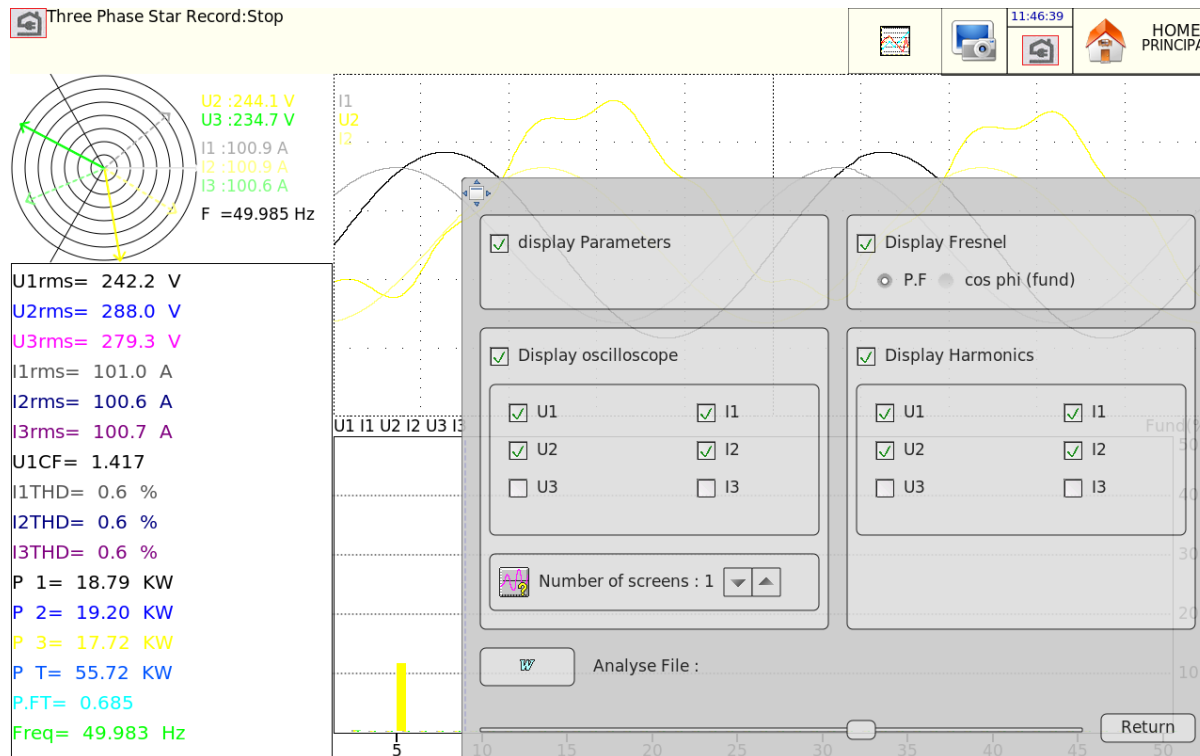 Three Phase Star Record:Stop
11:46:39
HOME
PRINCIPA
U2 :244.1 V
U3 :234.7 V
I1 :100.9 A
I2 :100.9 A
I3 :100.6 A
F =49.985 Hz
I1
U2
I2
U1rms= 242.2 V
U2rms= 288.0 V
U3rms= 279.3 V
I1rms= 101.0 A
I2rms= 100.6 A
I3rms= 100.7 A
U1CF= 1.417
I1THD= 0.6 %
I2THD= 0.6 %
I3THD= 0.6 %
P 1= 18.79 KW
P 2= 19.20 KW
P 3= 17.72 KW
P T= 55.72 KW
P.FT= 0.685
Freq= 49.983 Hz
display Parameters
Display Fresnel
P.F cos phi (fund)
Display oscilloscope
U1 I1
U2 I2
U3 I3
Display Harmonics
U1 I1
U2 I2
U3 I3
Number of screens : 1
W Analyse File :
Return
U1 I1 U2 I2 U3 I3
Fund(%
50
40
30
20
10
5 10 15 20 25 30 35 40 45 50